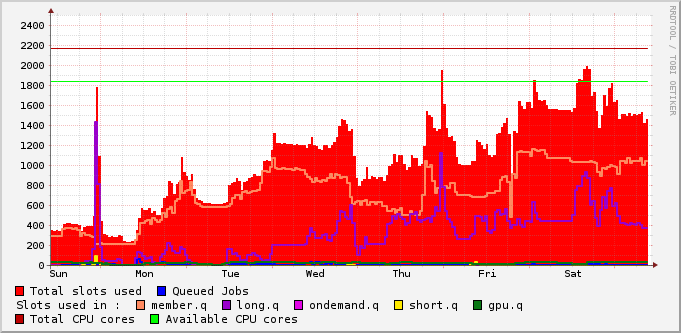 2400
2200
2000
1800
1600
1400
1200
1000
800
600
400
200
0
Sun Mon Tue Wed Thu Fri Sat
RRDTOOL / TOBI OETIKER
Total slots used Queued Jobs
Slots used in : member.q long.q ondemand.q short.q gpu.q
Total CPU cores Available CPU cores